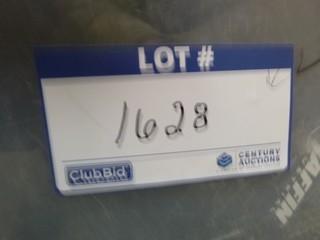 LOT #
1628
ClubBid
CENTURY
AUCTIONS